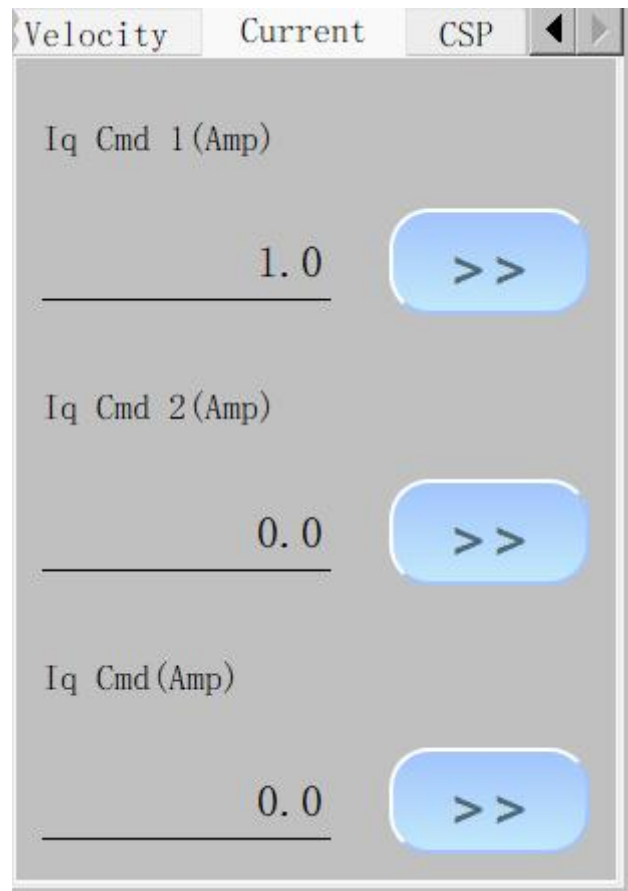 Velocity Current CSP
Iq Cmd 1(Amp)
1.0 >>
Iq Cmd 2(Amp)
0.0 >>
Iq Cmd(Amp)
0.0 >>